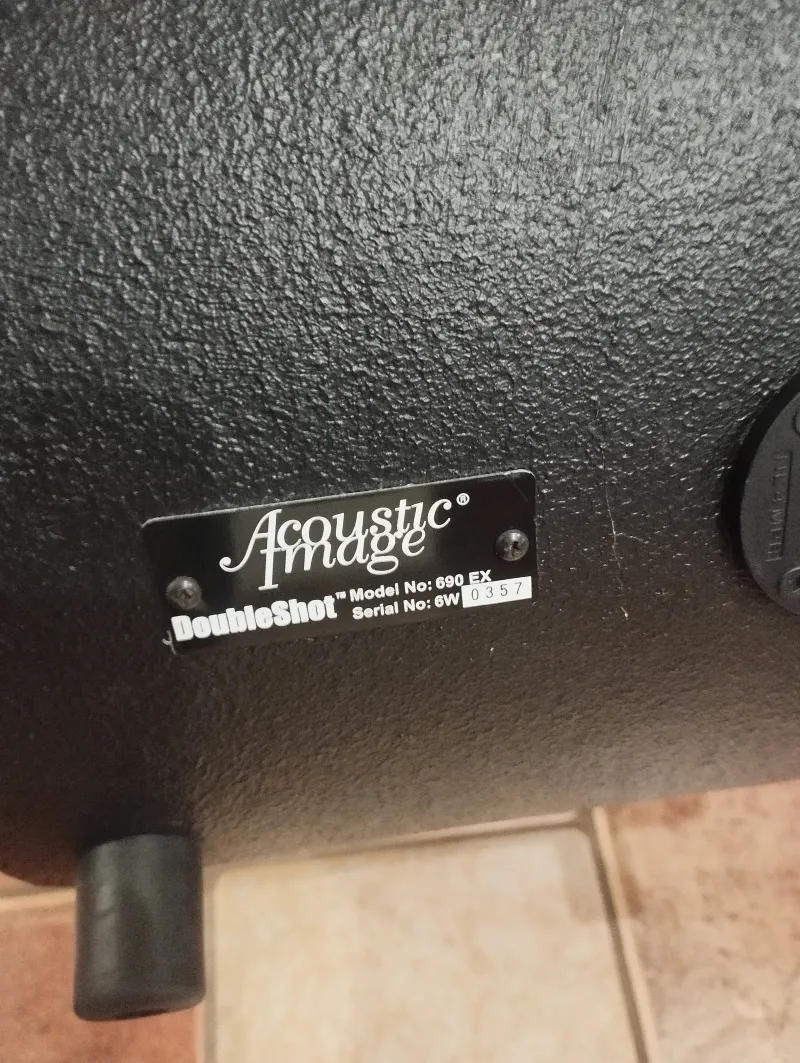 Acoustic®
Image
DoubleShot™ Model No: 690 EX
Serial No: 6W 0357